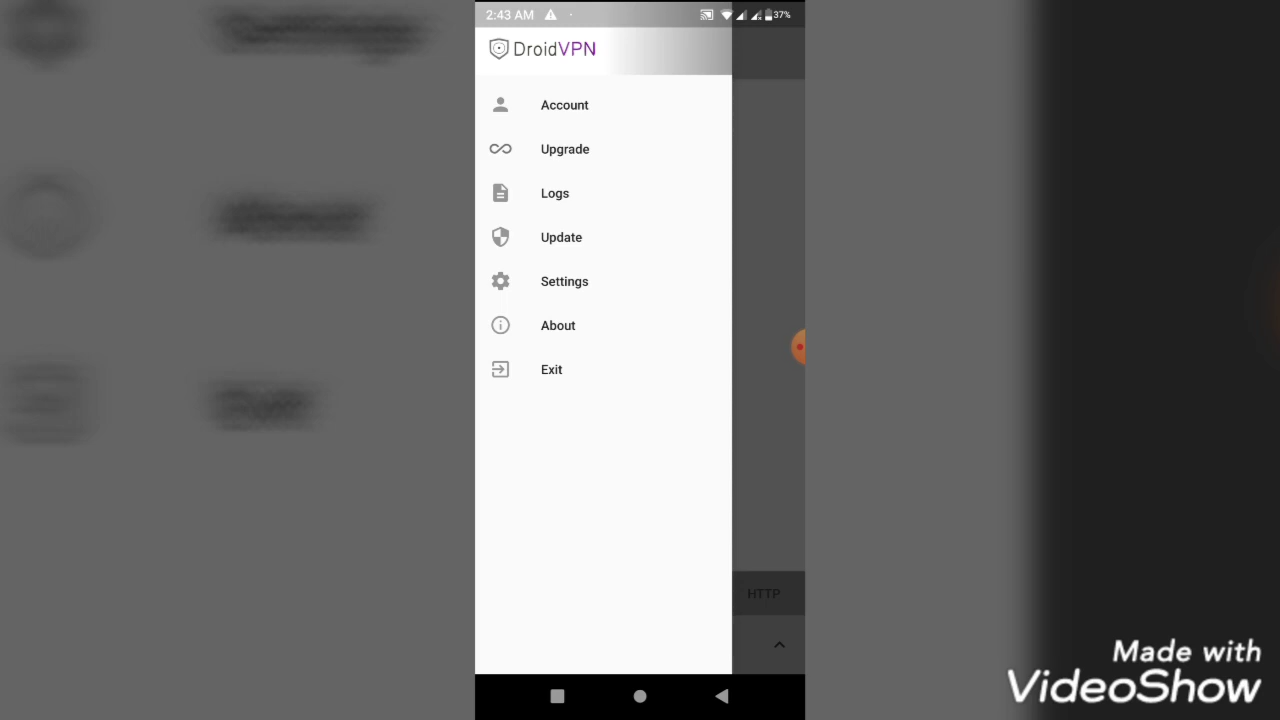 2:43 AM 37%
DroidVPN
Account
Upgrade
Logs
Update
Settings
About
Exit
HTTP
Made with
VideoShow